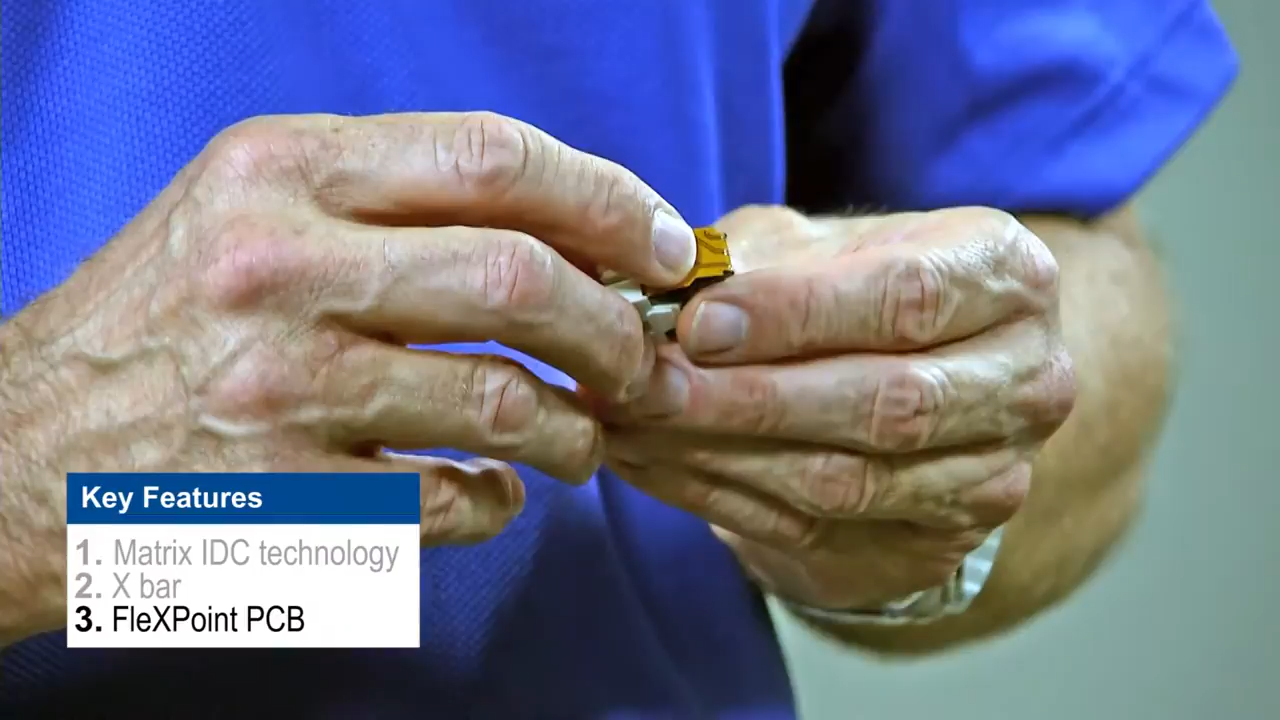 Key Features
1. Matrix IDC technology
2. X bar
3. FleXPoint PCB